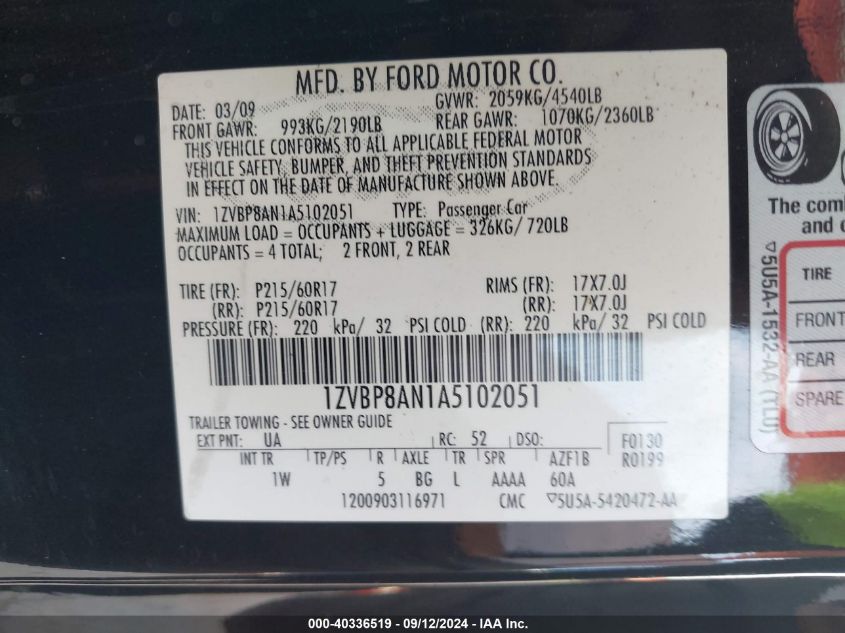 MFD. BY FORD MOTOR CO.
DATE: 03/09
GVWR: 2059KG/4540LB
FRONT GAWR: 993KG/2190LB
REAR GAWR: 1070KG/2360LB
THIS VEHICLE CONFORMS TO ALL APPLICABLE FEDERAL MOTOR
VEHICLE SAFETY, BUMPER, AND THEFT PREVENTION STANDARDS
IN EFFECT ON THE DATE OF MANUFACTURE SHOWN ABOVE.
VIN: 1ZVBP8AN1A5102051 TYPE: Passenger Car
MAXIMUM LOAD = OCCUPANTS + LUGGAGE = 326KG/ 720LB
OCCUPANTS = 4 TOTAL; 2 FRONT, 2 REAR
TIRE (FR): P215/60R17 RIMS (FR): 17X7.0J
(RR): P215/60R17 (RR): 17X7.0J
PRESSURE (FR): 220 kPa/ 32 PSI COLD (RR): 220 kPa/ 32 PSI COLD
1ZVBP8AN1A5102051
TRAILER TOWING - SEE OWNER GUIDE
EXT PNT: UA RC: 52 DSO: F0130
INT TR TP/PS R AXLE TR SPR AZF1B R0199
1W 5 BG L AAAA 60A
1200903116971 CMC ▽5U5A-5420472-AA
The com
and
▽5U5A-1532-AA (TLU)
TIRE
FRONT
REAR
SPARE
000-40336519 - 09/12/2024 - IAA Inc.